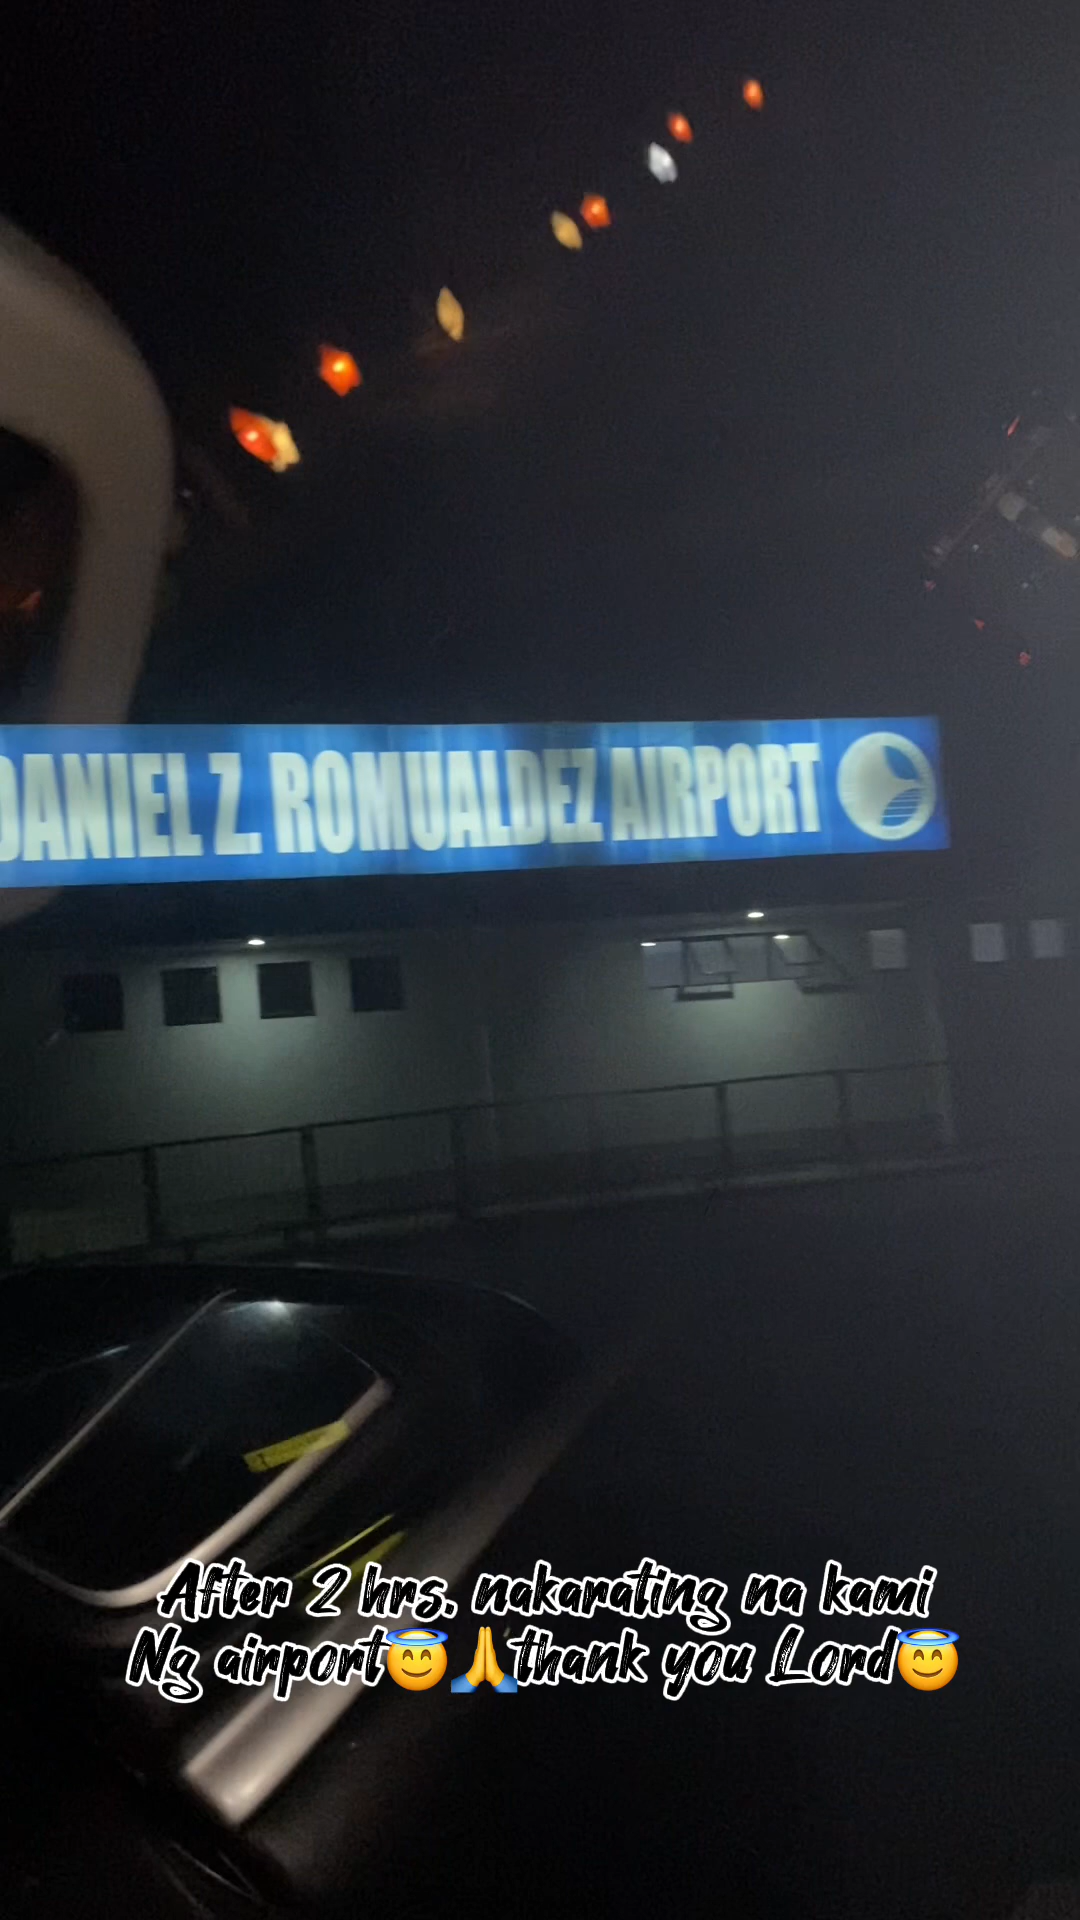 DANIEL Z. ROMUALDEZ AIRPORT
After 2 hrs. nakarating na kami
Ng airport😇🙏thank you Lord😇